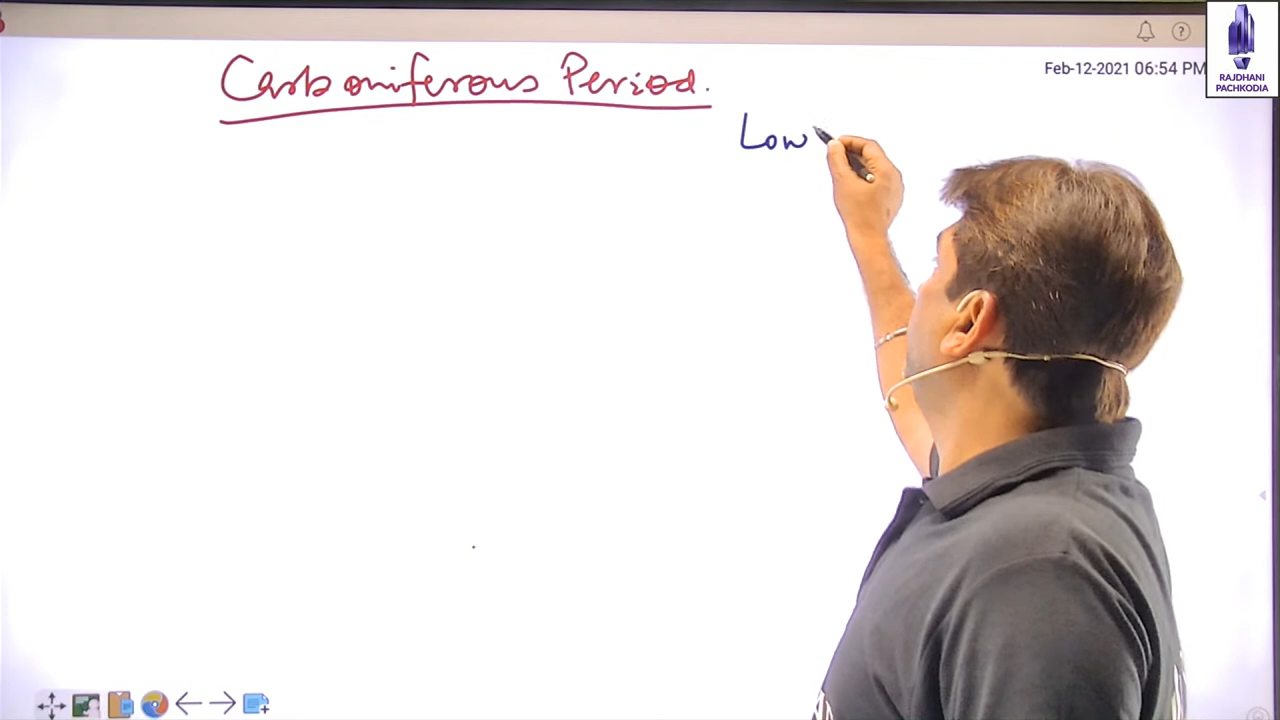 Carboniferous Period.
Low
Feb-12-2021 06:54 PM
RAJDHANI
PACHKODIA